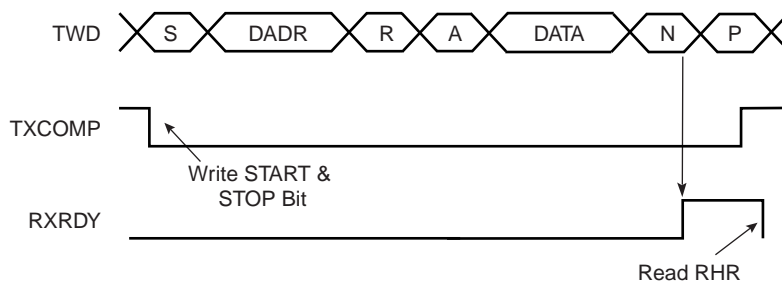 TWD S DADR R A DATA N P
TXCOMP
Write START &
STOP Bit
RXRDY
Read RHR